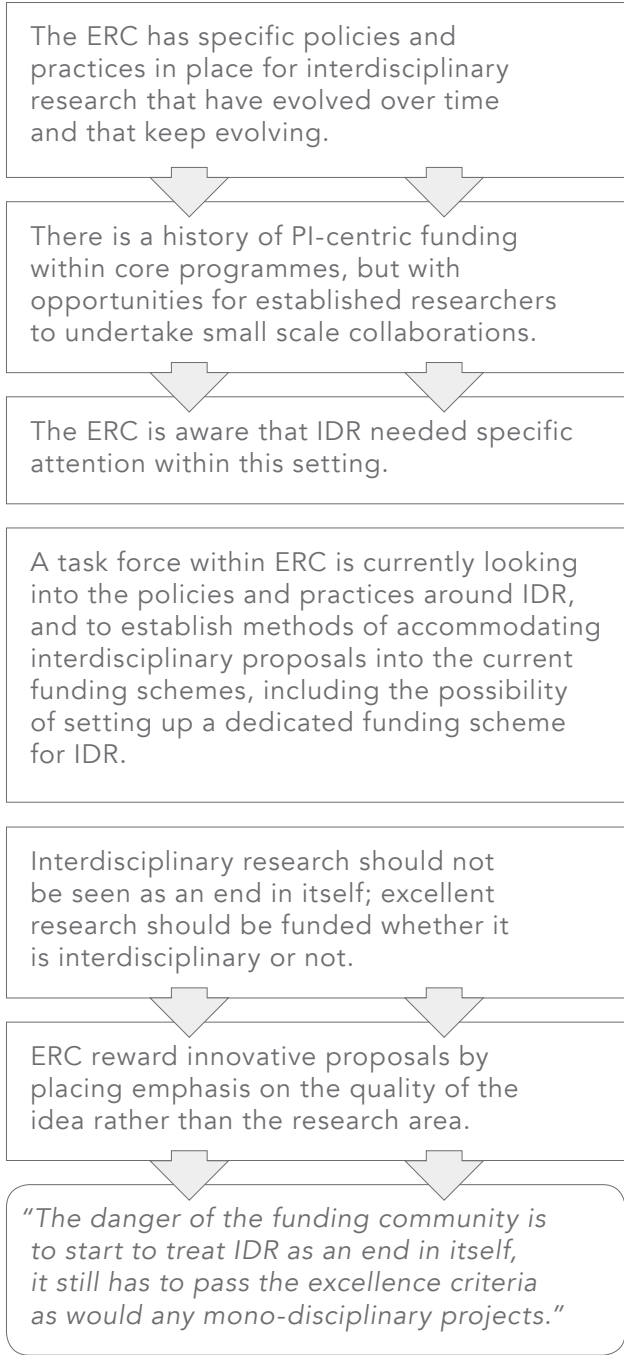 The ERC has specific policies and
practices in place for interdisciplinary
research that have evolved over time
and that keep evolving.
There is a history of PI-centric funding
within core programmes, but with
opportunities for established researchers
to undertake small scale collaborations.
The ERC is aware that IDR needed specific
attention within this setting.
A task force within ERC is currently looking
into the policies and practices around IDR,
and to establish methods of accommodating
interdisciplinary proposals into the current
funding schemes, including the possibility
of setting up a dedicated funding scheme
for IDR.
Interdisciplinary research should not
be seen as an end in itself; excellent
research should be funded whether it
is interdisciplinary or not.
ERC reward innovative proposals by
placing emphasis on the quality of the
idea rather than the research area.
“The danger of the funding community is
to start to treat IDR as an end in itself,
it still has to pass the excellence criteria
as would any mono-disciplinary projects.”